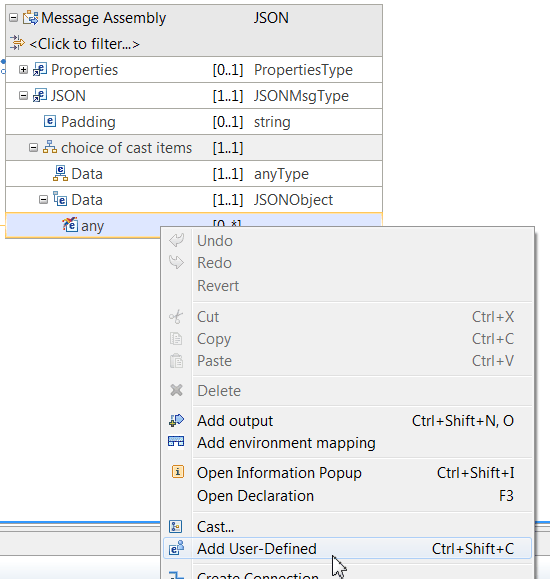 Message Assembly JSON
<Click to filter...>
Properties [0..1] PropertiesType
JSON [1..1] JSONMsgType
Padding [0..1] string
choice of cast items [1..1]
Data [1..1] anyType
Data [1..1] JSONObject
any [0..*]
Undo
Redo
Revert
Cut Ctrl+X
Copy Ctrl+C
Paste Ctrl+V
Delete
Add output Ctrl+Shift+N, O
Add environment mapping
Open Information Popup Ctrl+Shift+I
Open Declaration F3
Cast...
Add User-Defined Ctrl+Shift+C
Create Connection